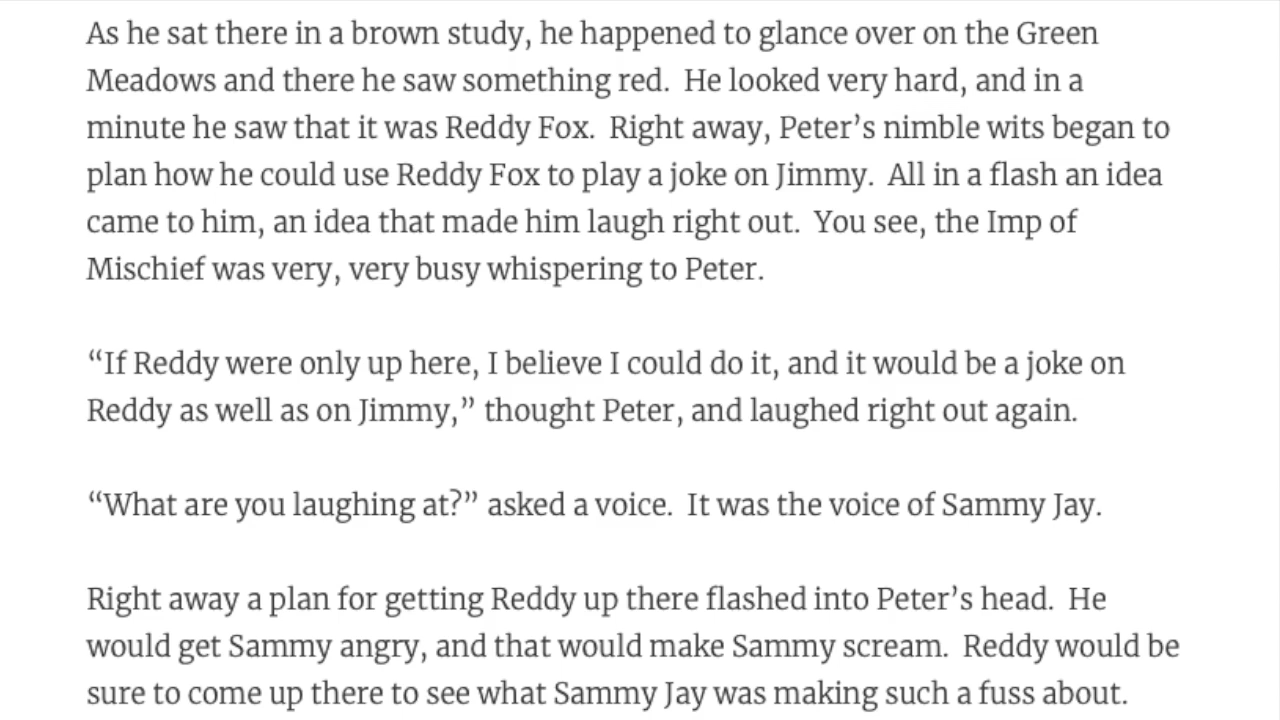 As he sat there in a brown study, he happened to glance over on the Green
Meadows and there he saw something red.  He looked very hard, and in a
minute he saw that it was Reddy Fox.  Right away, Peter’s nimble wits began to
plan how he could use Reddy Fox to play a joke on Jimmy.  All in a flash an idea
came to him, an idea that made him laugh right out.  You see, the Imp of
Mischief was very, very busy whispering to Peter.
“If Reddy were only up here, I believe I could do it, and it would be a joke on
Reddy as well as on Jimmy,” thought Peter, and laughed right out again.
“What are you laughing at?” asked a voice.  It was the voice of Sammy Jay.
Right away a plan for getting Reddy up there flashed into Peter’s head.  He
would get Sammy angry, and that would make Sammy scream.  Reddy would be
sure to come up there to see what Sammy Jay was making such a fuss about.